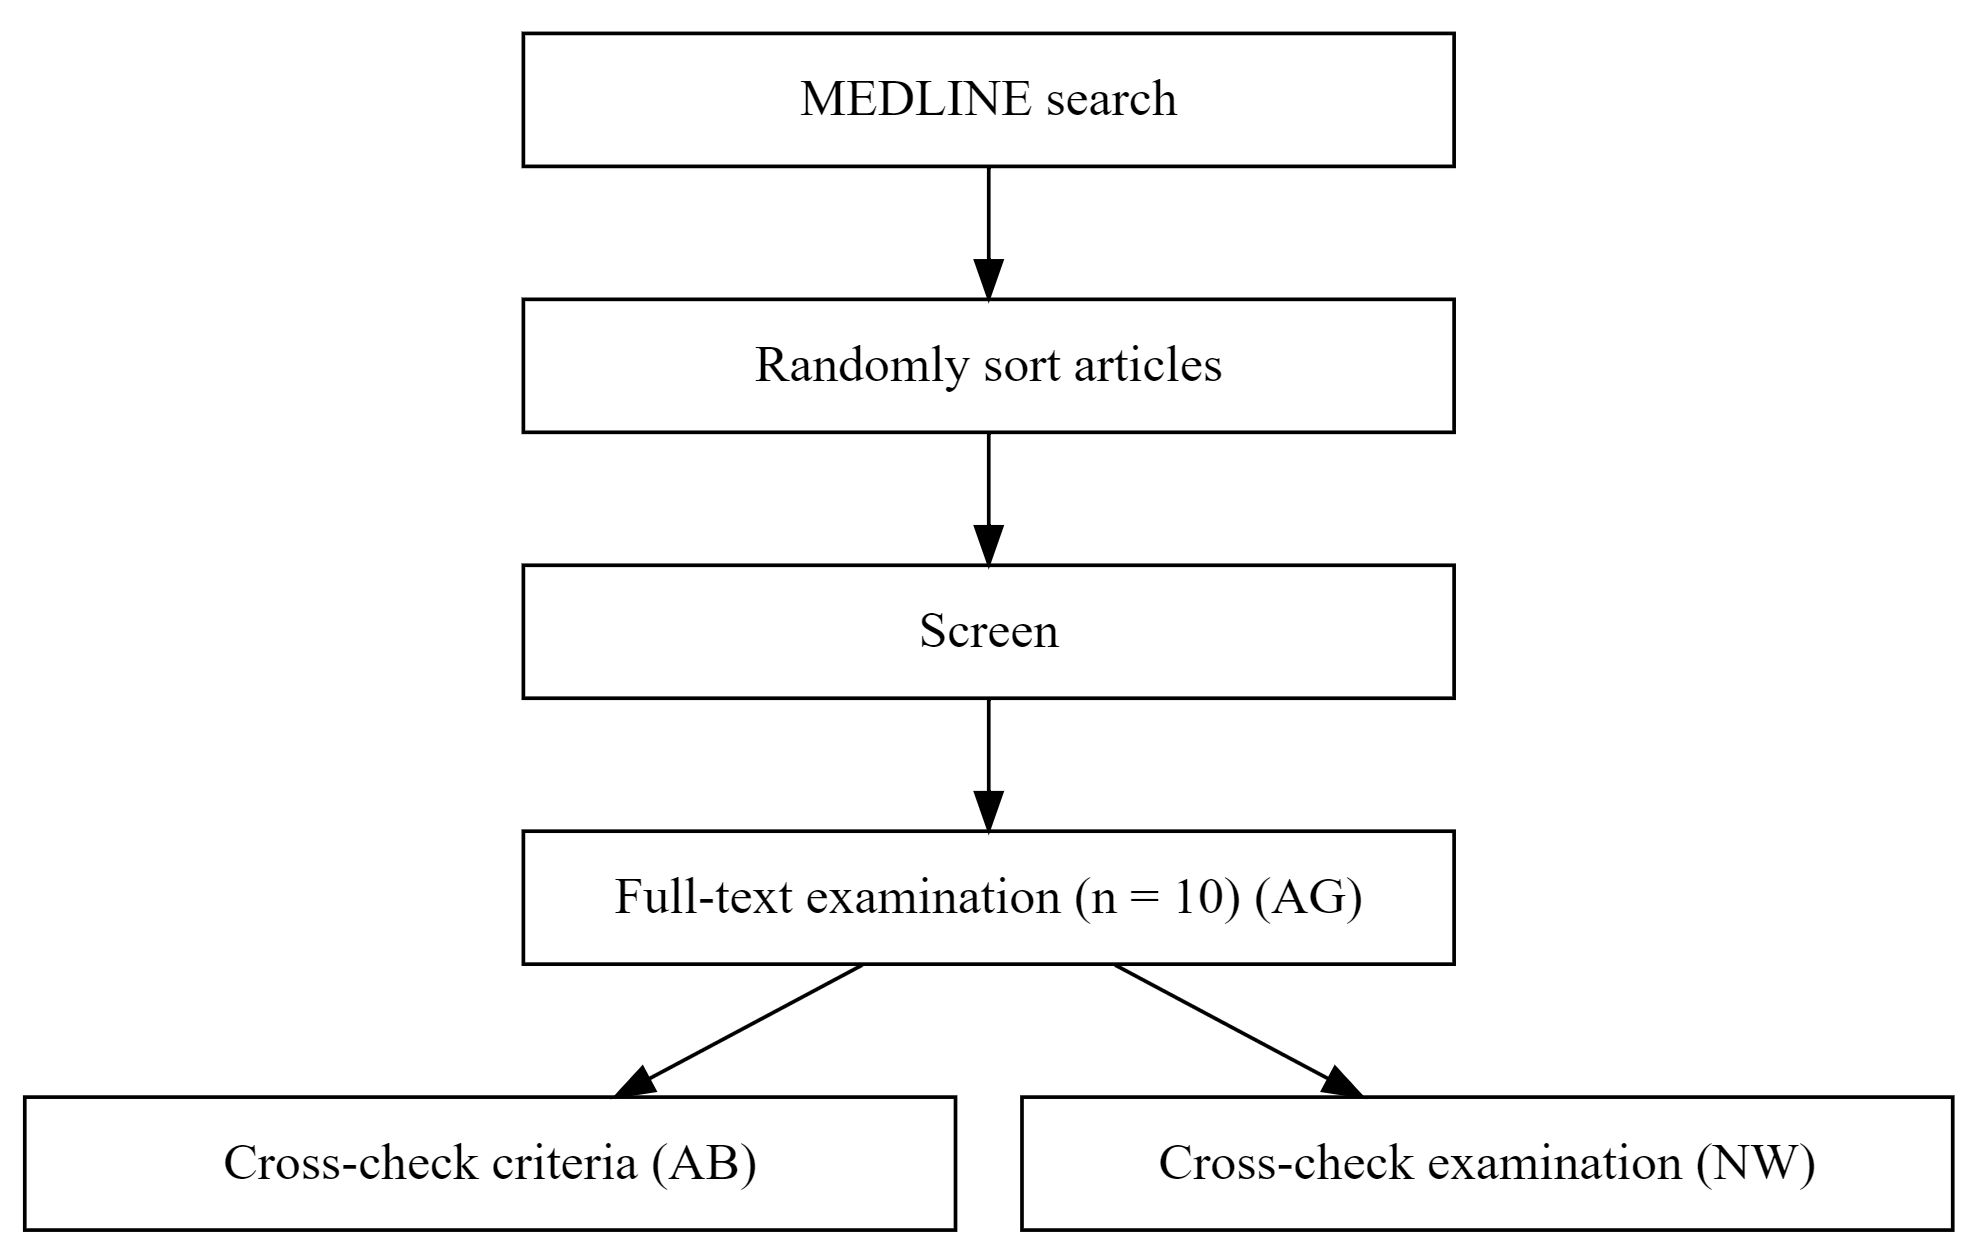 MEDLINE search
Randomly sort articles
Screen
Full-text examination (n = 10) (AG)
Cross-check criteria (AB)
Cross-check examination (NW)